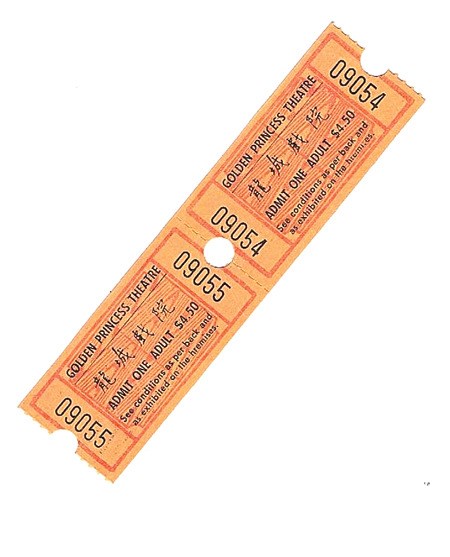 09054
GOLDEN PRINCESS THEATRE
龍城戲院
ADMIT ONE ADULT $4.50
See conditions as per back and
as exhibited on the hremises.
09054
09055
GOLDEN PRINCESS THEATRE
龍城戲院
ADMIT ONE ADULT $4.50
See conditions as per back and
as exhibited on the hremises.
09055